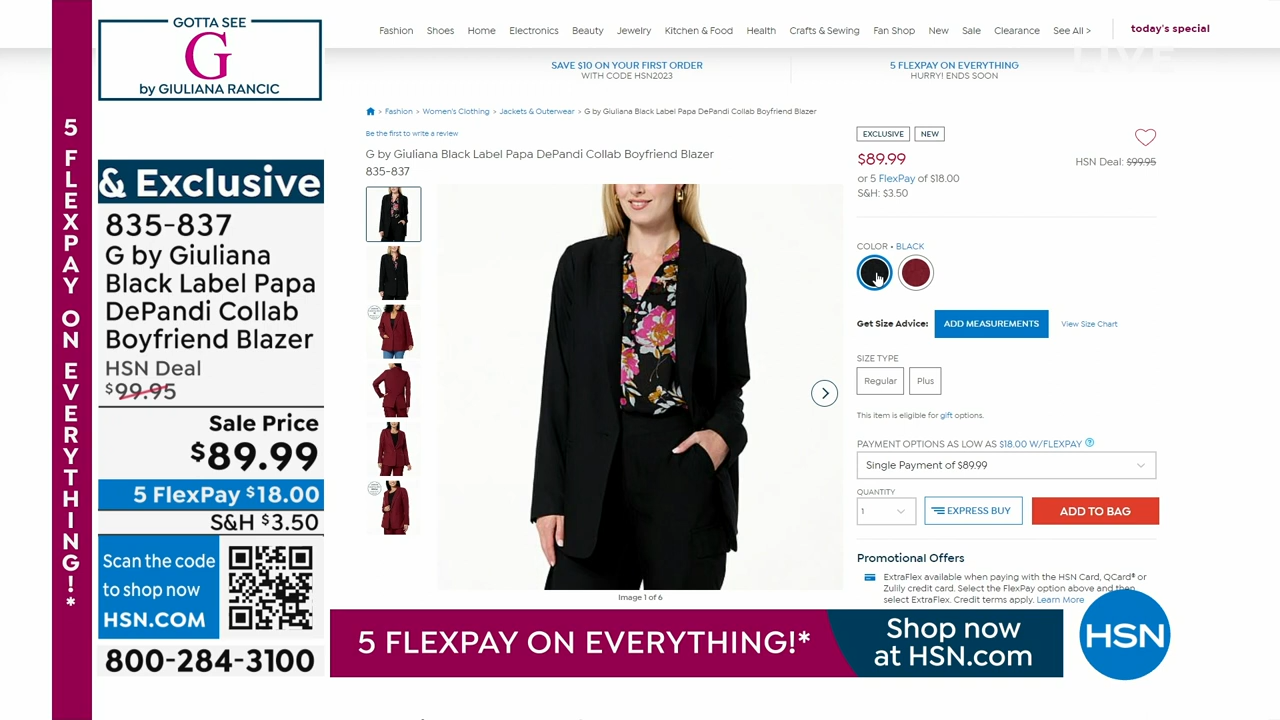 5 FLEXPAY ON EVERYTHING!*
GOTTA SEE
G
by GIULIANA RANCIC
& Exclusive
835-837
G by Giuliana
Black Label Papa
DePandi Collab
Boyfriend Blazer
HSN Deal
$99.95
Sale Price
$89.99
5 FlexPay $18.00
S&H $3.50
Scan the code
to shop now
HSN.COM
800-284-3100
Fashion Shoes Home Electronics Beauty Jewelry Kitchen & Food Health Crafts & Sewing Fan Shop New Sale Clearance See All > today's special
LIVE
SAVE $10 ON YOUR FIRST ORDER
WITH CODE HSN2023
5 FLEXPAY ON EVERYTHING
HURRY! ENDS SOON
> Fashion > Women's Clothing > Jackets & Outerwear > G by Giuliana Black Label Papa DePandi Collab Boyfriend Blazer
Be the first to write a review
G by Giuliana Black Label Papa DePandi Collab Boyfriend Blazer
835-837
Image 1 of 6
EXCLUSIVE NEW
$89.99
HSN Deal: $99.95
or 5 FlexPay of $18.00
S&H: $3.50
COLOR • BLACK
Get Size Advice: ADD MEASUREMENTS View Size Chart
SIZE TYPE
Regular Plus
This item is eligible for gift options.
PAYMENT OPTIONS AS LOW AS $18.00 W/FLEXPAY ?
Single Payment of $89.99
QUANTITY
1 EXPRESS BUY ADD TO BAG
Promotional Offers
ExtraFlex available when paying with the HSN Card, QCard® or
Zulily credit card. Select the FlexPay option above and then
select ExtraFlex. Credit terms apply. Learn More
5 FLEXPAY ON EVERYTHING!*
Shop now
at HSN.com
HSN